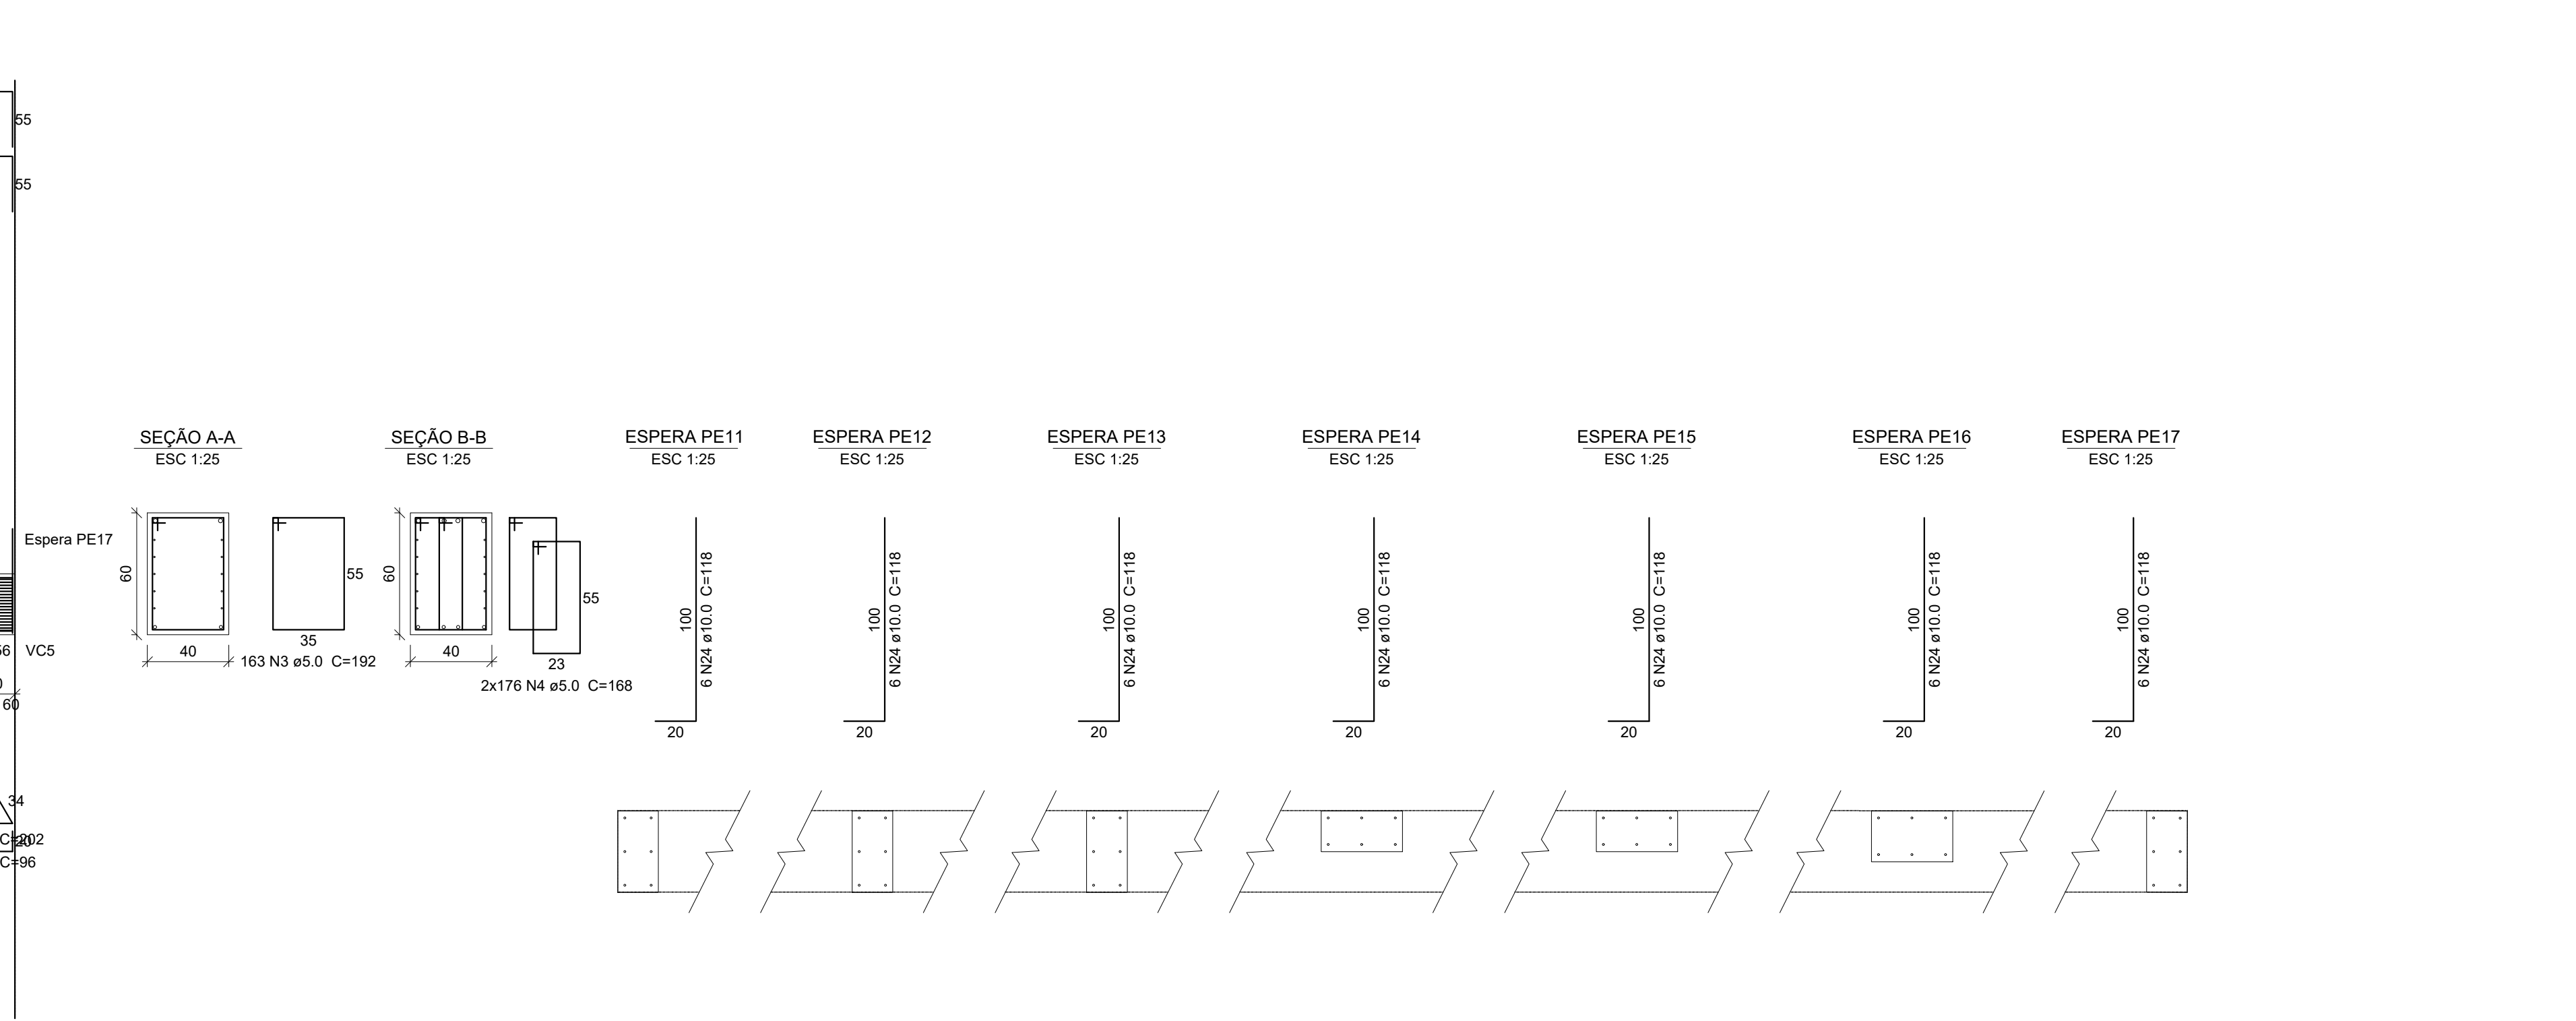 55
55
SEÇÃO A-A
ESC 1:25
SEÇÃO B-B
ESC 1:25
ESPERA PE11
ESC 1:25
ESPERA PE12
ESC 1:25
ESPERA PE13
ESC 1:25
ESPERA PE14
ESC 1:25
ESPERA PE15
ESC 1:25
ESPERA PE16
ESC 1:25
ESPERA PE17
ESC 1:25
Espera PE17
VC5
60
34
C=202
20
C=96
60
40
55
35
163 N3 ø5.0 C=192
60
40
55
23
2x176 N4 ø5.0 C=168
100
6 N24 ø10.0 C=118
20
100
6 N24 ø10.0 C=118
20
100
6 N24 ø10.0 C=118
20
100
6 N24 ø10.0 C=118
20
100
6 N24 ø10.0 C=118
20
100
6 N24 ø10.0 C=118
20
100
6 N24 ø10.0 C=118
20